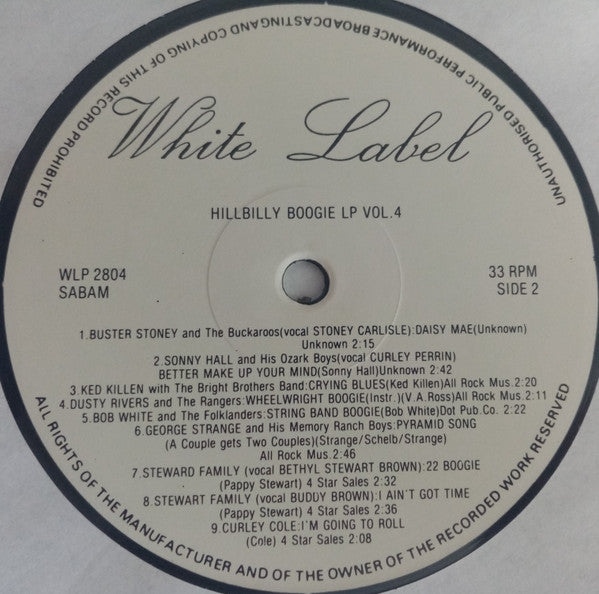 UNAUTHORISED PUBLIC PERFORMANCE BROADCASTING AND COPYING OF THIS RECORD PROHIBITED
White Label
HILLBILLY BOOGIE LP VOL.4
WLP 2804
SABAM
33 RPM
SIDE 2
1.BUSTER STONEY and The Buckaroos(vocal STONEY CARLISLE):DAISY MAE(Unknown)
Unknown 2:15
2.SONNY HALL and His Ozark Boys(vocal CURLEY PERRIN)
BETTER MAKE UP YOUR MIND(Sonny Hall)Unknown 2:42
3.KED KILLEN with The Bright Brothers Band:CRYING BLUES(Ked Killen)All Rock Mus.2:20
4.DUSTY RIVERS and The Rangers:WHEELWRIGHT BOOGIE(Instr.)(V.A.Ross)All Rock Mus.2:11
5.BOB WHITE and The Folklanders:STRING BAND BOOGIE(Bob White)Dot Pub.Co. 2:22
6.GEORGE STRANGE and His Memory Ranch Boys:PYRAMID SONG
(A Couple gets Two Couples)(Strange/Schelb/Strange)
All Rock Mus.2:46
7.STEWARD FAMILY (vocal BETHYL STEWART BROWN):22 BOOGIE
(Pappy Stewart) 4 Star Sales 2:32
8.STEWART FAMILY (vocal BUDDY BROWN):I AIN'T GOT TIME
(Pappy Stewart) 4 Star Sales 2:36
9.CURLEY COLE:I'M GOING TO ROLL
(Cole) 4 Star Sales 2:08
ALL RIGHTS OF THE MANUFACTURER AND OF THE OWNER OF THE RECORDED WORK RESERVED